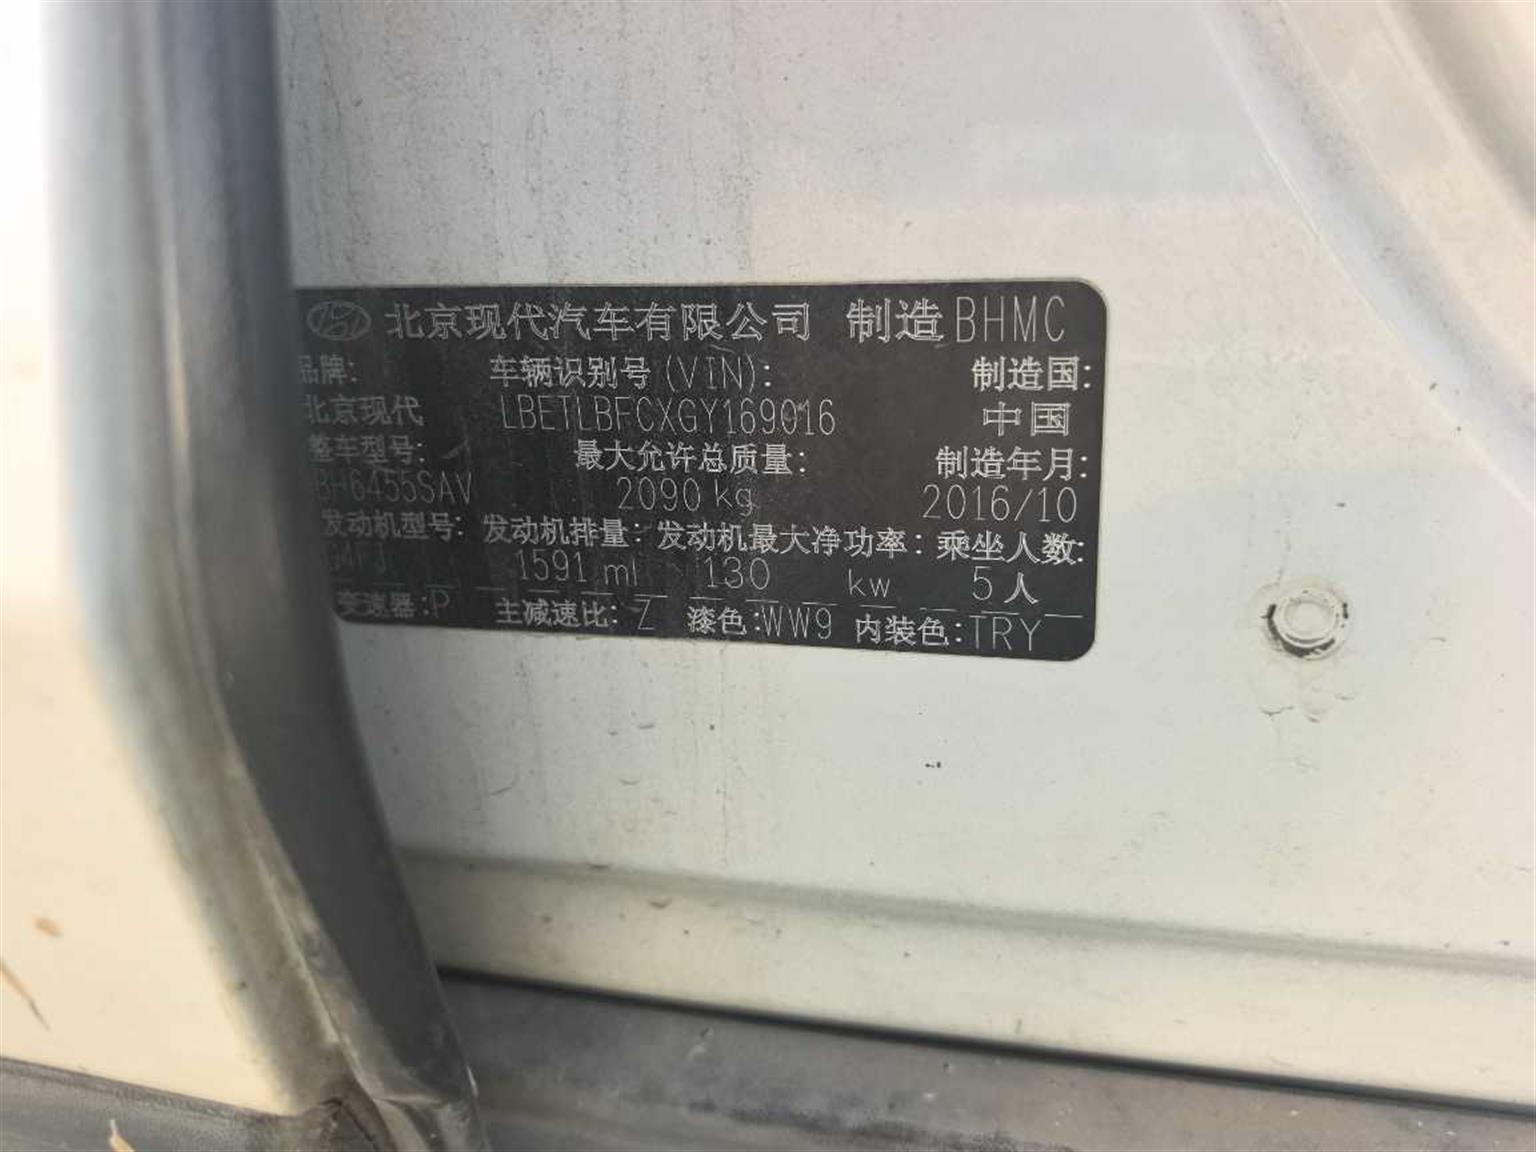 北京现代汽车有限公司 制造 BHMC
品牌: 车辆识别号(VIN): 制造国:
北京现代 LBETLBFCXGY169016 中国
整车型号: 最大允许总质量: 制造年月:
BH6455SAV 2090 kg 2016/10
发动机型号: 发动机排量: 发动机最大净功率: 乘坐人数:
G4FJ 1591 ml 130 kw 5人
变速器:P 主减速比: Z 漆色:WW9 内装色:TRY